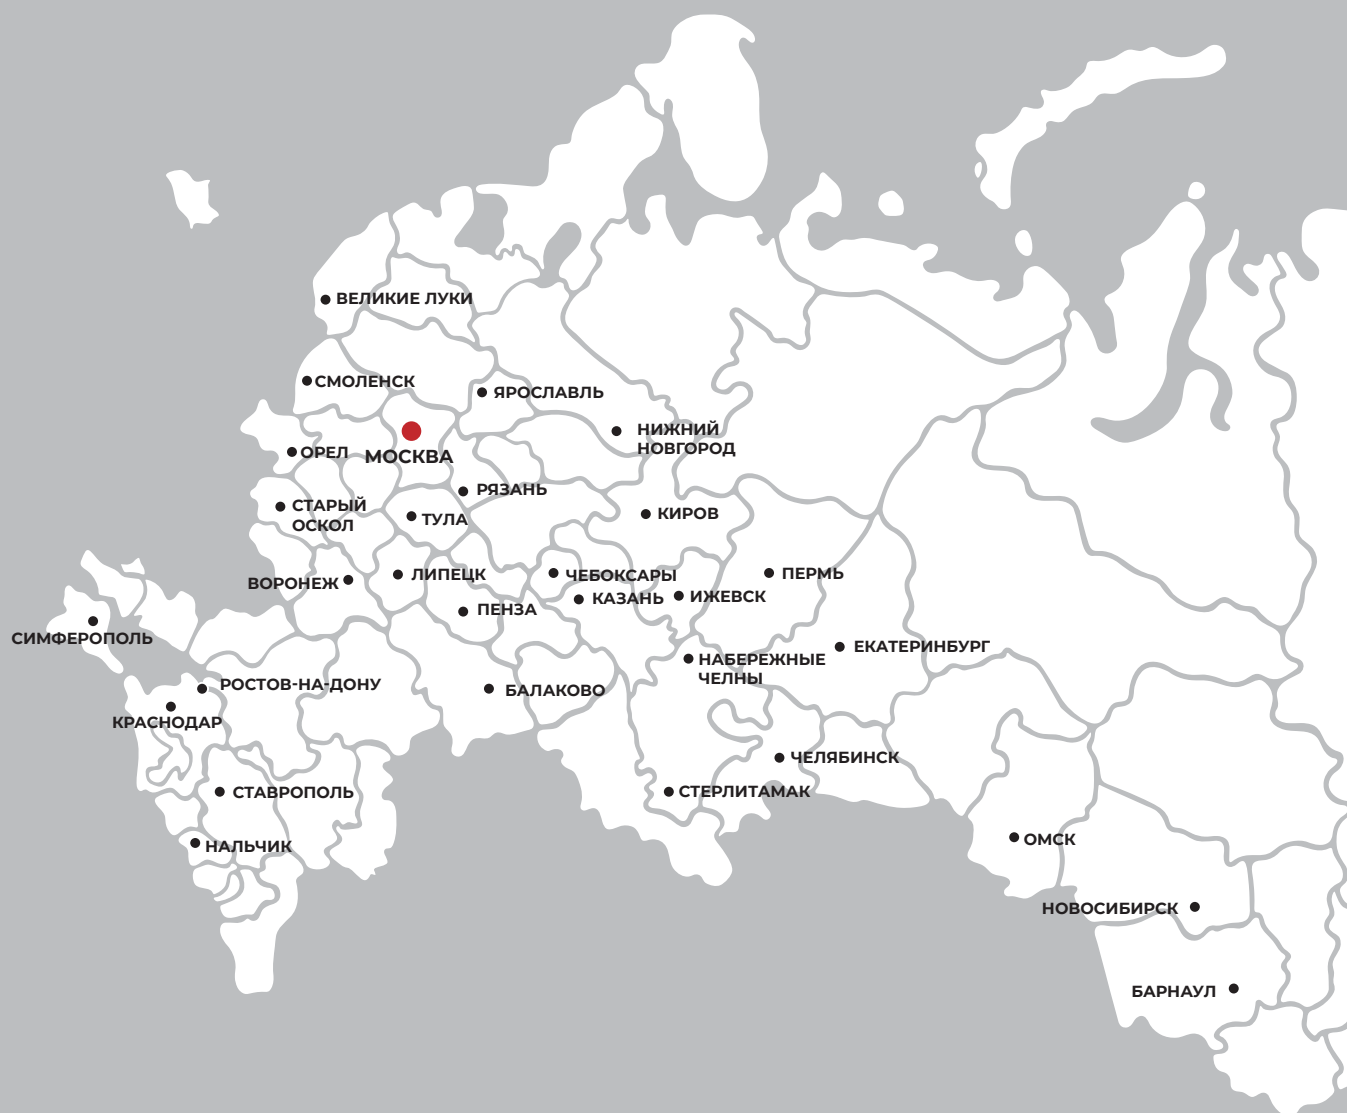 ВЕЛИКИЕ ЛУКИ
СМОЛЕНСК
ЯРОСЛАВЛЬ
НИЖНИЙ
НОВГОРОД
ОРЕЛ
МОСКВА
РЯЗАНЬ
СТАРЫЙ
ОСКОЛ
ТУЛА
КИРОВ
ВОРОНЕЖ
ЛИПЕЦК
ЧЕБОКСАРЫ
ПЕРМЬ
КАЗАНЬ
ИЖЕВСК
ПЕНЗА
СИМФЕРОПОЛЬ
ЕКАТЕРИНБУРГ
НАБЕРЕЖНЫЕ
ЧЕЛНЫ
РОСТОВ-НА-ДОНУ
БАЛАКОВО
КРАСНОДАР
ЧЕЛЯБИНСК
СТАВРОПОЛЬ
СТЕРЛИТАМАК
НАЛЬЧИК
ОМСК
НОВОСИБИРСК
БАРНАУЛ